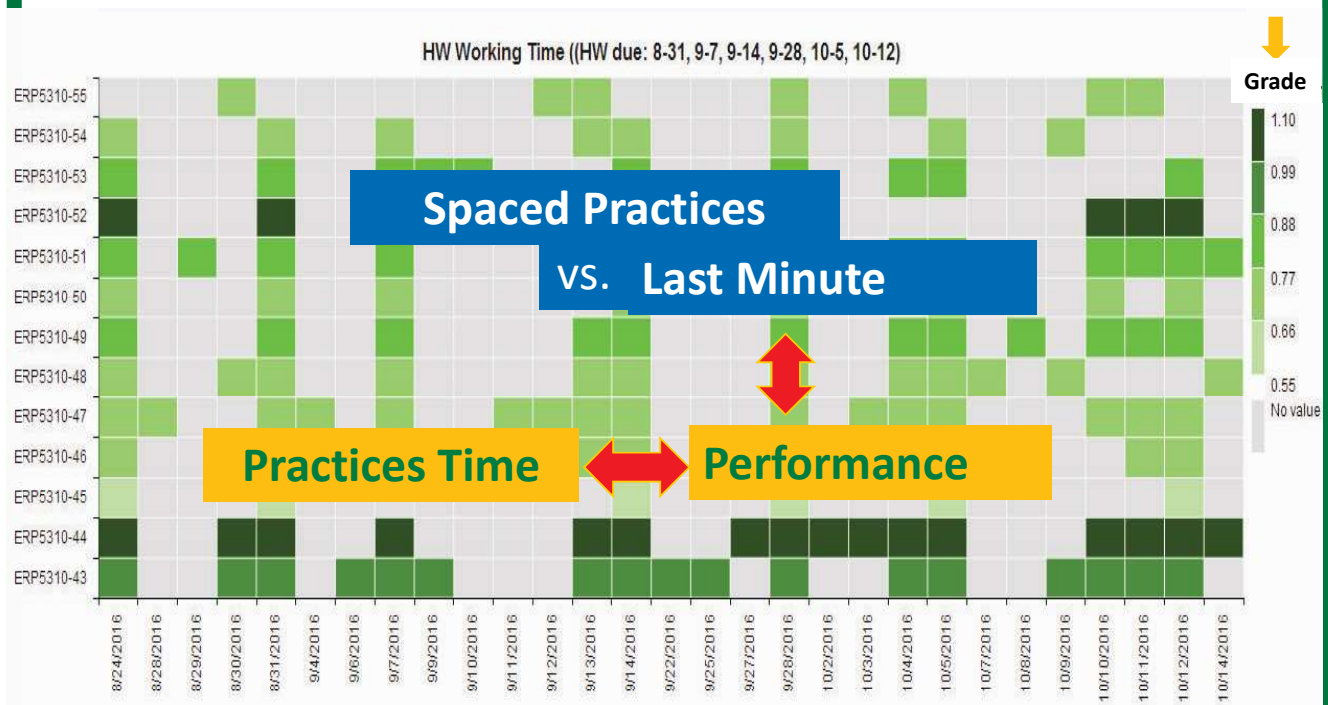 HW Working Time ((HW due: 8-31, 9-7, 9-14, 9-28, 10-5, 10-12)
Grade
ERP5310-55
ERP5310-54
ERP5310-53
ERP5310-52
ERP5310-51
ERP5310 50
ERP5310-49
ERP5310-48
ERP5310-47
ERP5310-46
ERP5310-45
ERP5310-44
ERP5310-43
Spaced Practices
vs. Last Minute
Practices Time
Performance
1.10
0.99
0.88
0.77
0.66
0.55
No value
8/24/2016
8/28/2016
8/29/2016
8/30/2016
8/31/2016
9/4/2016
9/6/2016
9/7/2016
9/9/2016
9/10/2016
9/11/2016
9/12/2016
9/13/2016
9/14/2016
9/22/2016
9/25/2016
9/27/2016
9/28/2016
10/2/2016
10/3/2016
10/4/2016
10/5/2016
10/7/2016
10/8/2016
10/9/2016
10/10/2016
10/11/2016
10/12/2016
10/14/2016